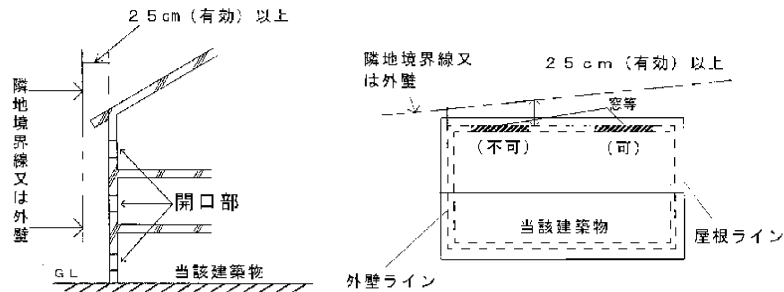 25cm(有効)以上
隣地境界線又は外壁
開口部
GL
当該建築物
隣地境界線又
は外壁
25cm(有効)以上
窓等
(不可)
(可)
当該建築物
屋根ライン
外壁ライン